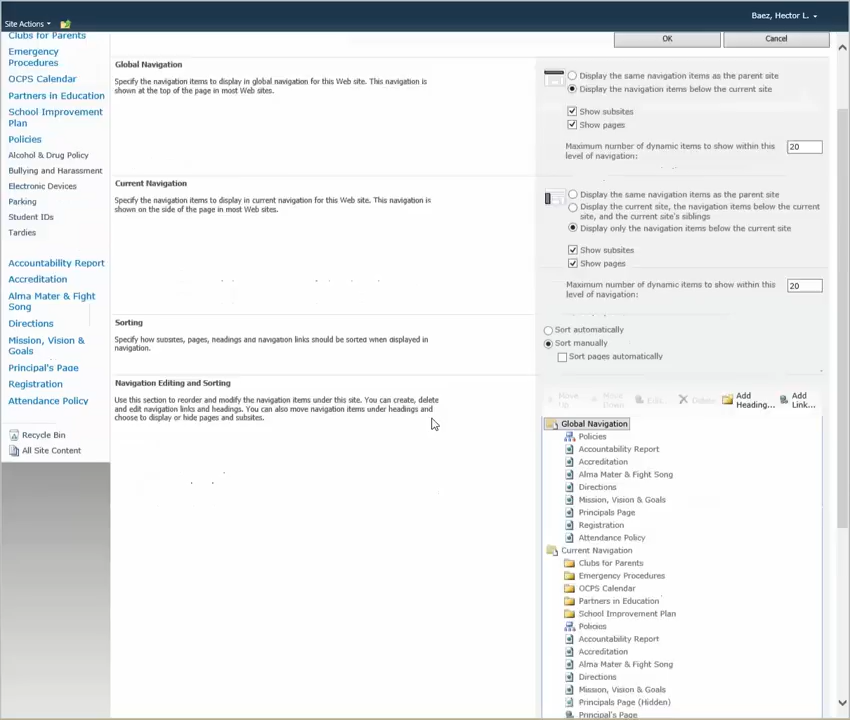 Baez, Hector L.
Site Actions
OK
Cancel
Clubs for Parents
Emergency
Procedures
OCPS Calendar
Partners in Education
School Improvement
Plan
Policies
Alcohol & Drug Policy
Bullying and Harassment
Electronic Devices
Parking
Student IDs
Tardies
Accountability Report
Accreditation
Alma Mater & Fight
Song
Directions
Mission, Vision &
Goals
Principal's Page
Registration
Attendance Policy
Recycle Bin
All Site Content
Global Navigation
Specify the navigation items to display in global navigation for this Web site. This navigation is
shown at the top of the page in most Web sites.
Display the same navigation items as the parent site
Display the navigation items below the current site
Show subsites
Show pages
Maximum number of dynamic items to show within this
level of navigation:
20
Current Navigation
Specify the navigation items to display in current navigation for this Web site. This navigation is
shown on the side of the page in most Web sites.
Display the same navigation items as the parent site
Display the current site, the navigation items below the current
site, and the current site's siblings
Display only the navigation items below the current site
Show subsites
Show pages
Maximum number of dynamic items to show within this
level of navigation:
20
Sorting
Specify how subsites, pages, headings and navigation links should be sorted when displayed in
navigation.
Sort automatically
Sort manually
Sort pages automatically
Navigation Editing and Sorting
Use this section to reorder and modify the navigation items under this site. You can create, delete
and edit navigation links and headings. You can also move navigation items under headings and
choose to display or hide pages and subsites.
Move
Up
Move
Down
Edit
Delete
Add
Heading...
Add
Link...
Global Navigation
Policies
Accountability Report
Accreditation
Alma Mater & Fight Song
Directions
Mission, Vision & Goals
Principals Page
Registration
Attendance Policy
Current Navigation
Clubs for Parents
Emergency Procedures
OCPS Calendar
Partners in Education
School Improvement Plan
Policies
Accountability Report
Accreditation
Alma Mater & Fight Song
Directions
Mission, Vision & Goals
Principals Page (Hidden)
Principal's Page